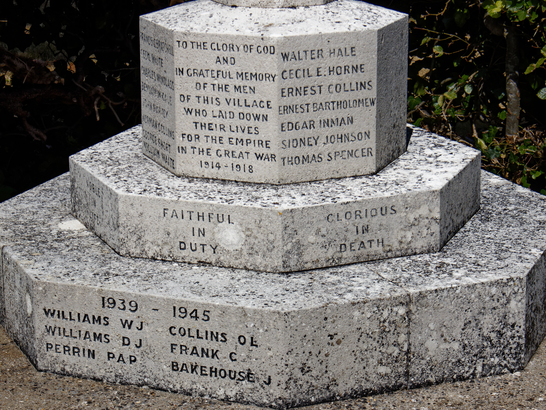 TO THE GLORY OF GOD
AND
IN GRATEFUL MEMORY
OF THE MEN
OF THIS VILLAGE
WHO LAID DOWN
THEIR LIVES
FOR THE EMPIRE
IN THE GREAT WAR
1914-1918
WALTER HALE
CECIL E. HORNE
ERNEST COLLINS
ERNEST BARTHOLOMEW
EDGAR INMAN
SIDNEY JOHNSON
THOMAS SPENCER
FAITHFUL
IN
DUTY
GLORIOUS
IN
DEATH
1939 - 1945
WILLIAMS WJ
WILLIAMS DJ
PERRIN PAP
COLLINS OL
FRANK C
BAKEHOUSE J